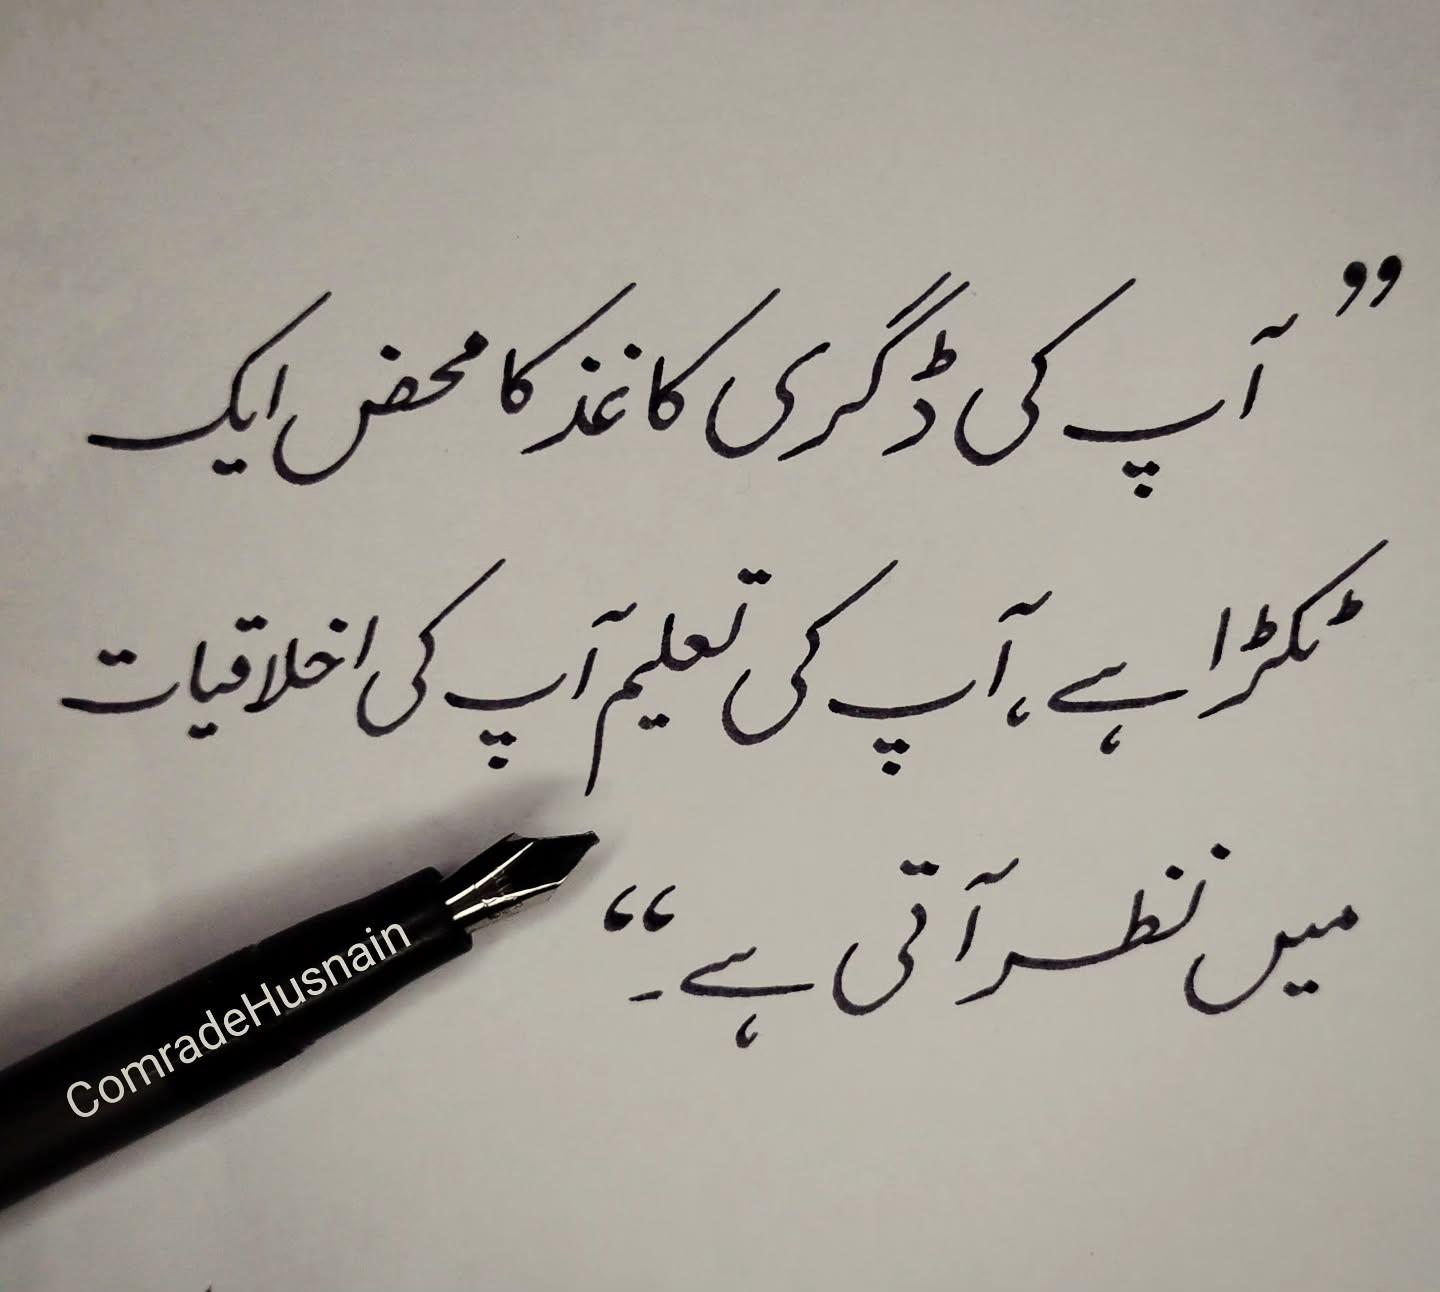 ”آپ کی ڈگری کاغذ کا محض ایک
ٹکڑا ہے، آپ کی تعلیم آپ کی اخلاقیات
میں نظر آتی ہے۔“
ComradeHusnain